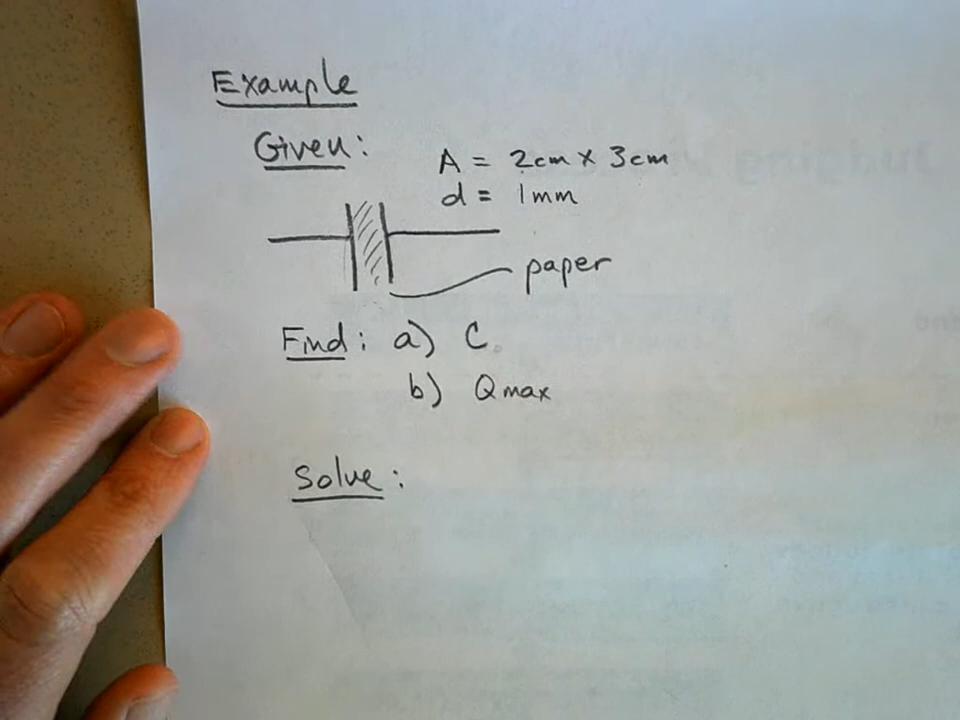 Example
Given:
A = 2cm x 3cm
d = 1mm
paper
Find: a) C
b) Qmax
Solve: